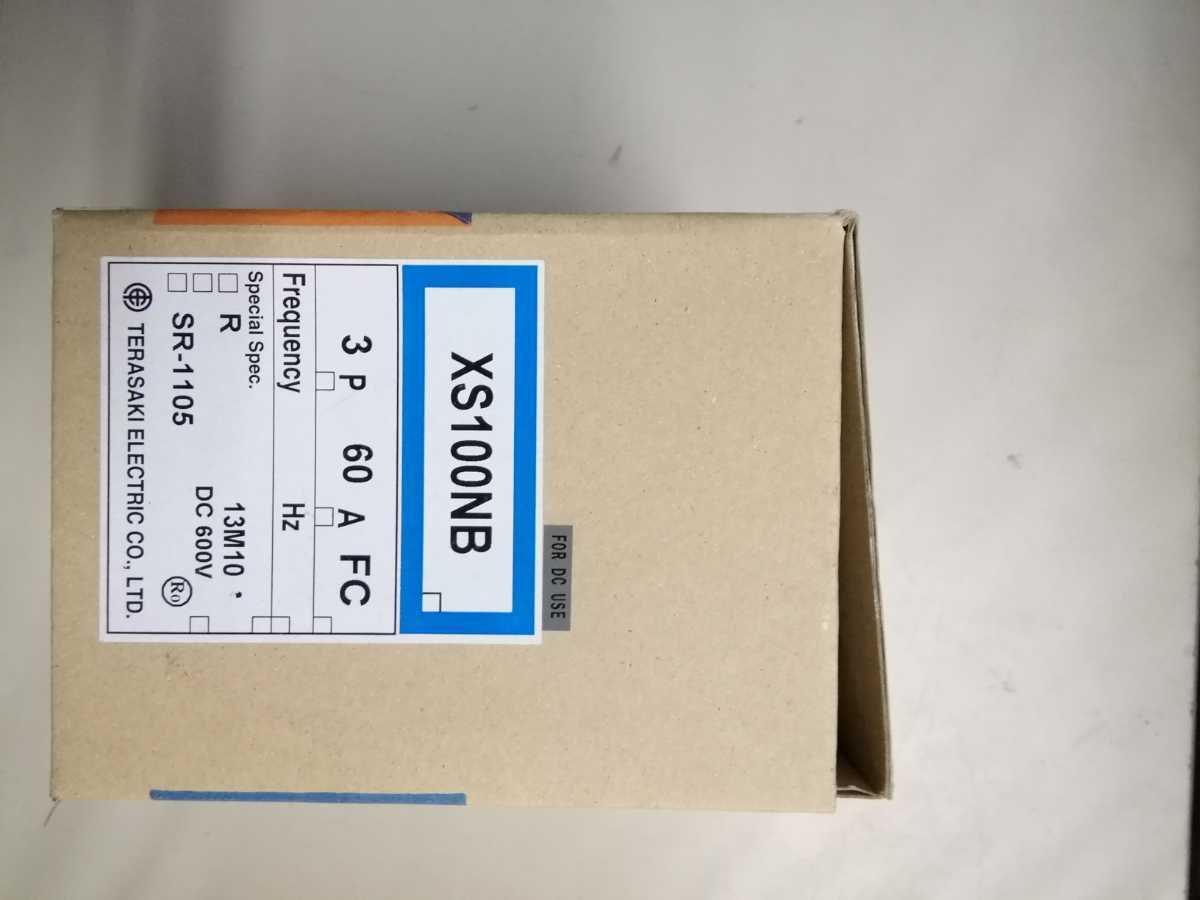 FOR DC USE
XS100NB
3 P 60 A FC
Frequency Hz
Special Spec.
R 13M10
DC 600V
SR-1105 R0
TERASAKI ELECTRIC CO., LTD.